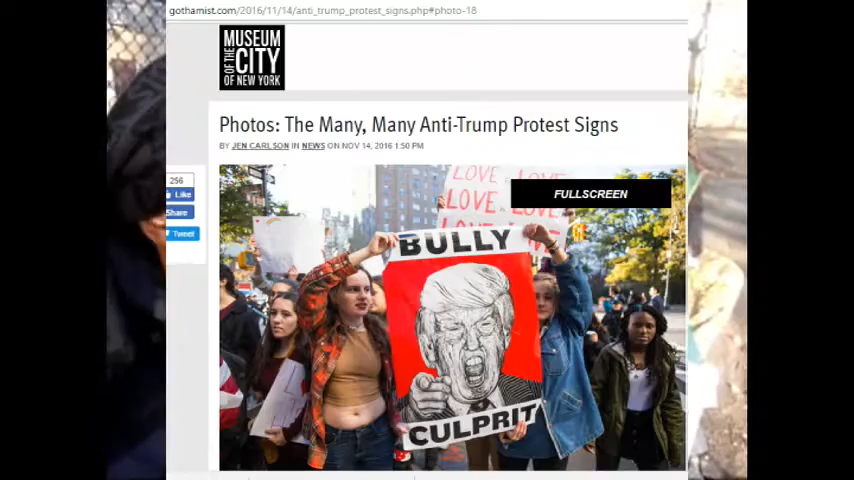 gothamist.com/2016/11/14/anti_trump_protest_signs.php#photo-18
MUSEUM
OF THE
CITY
OF NEW YORK
Photos: The Many, Many Anti-Trump Protest Signs
BY JEN CARLSON IN NEWS ON NOV 14, 2016 1:50 PM
256
Like
Share
Tweet
FULLSCREEN
LOVE LOVE
LOVE LOVE
BULLY
CULPRIT